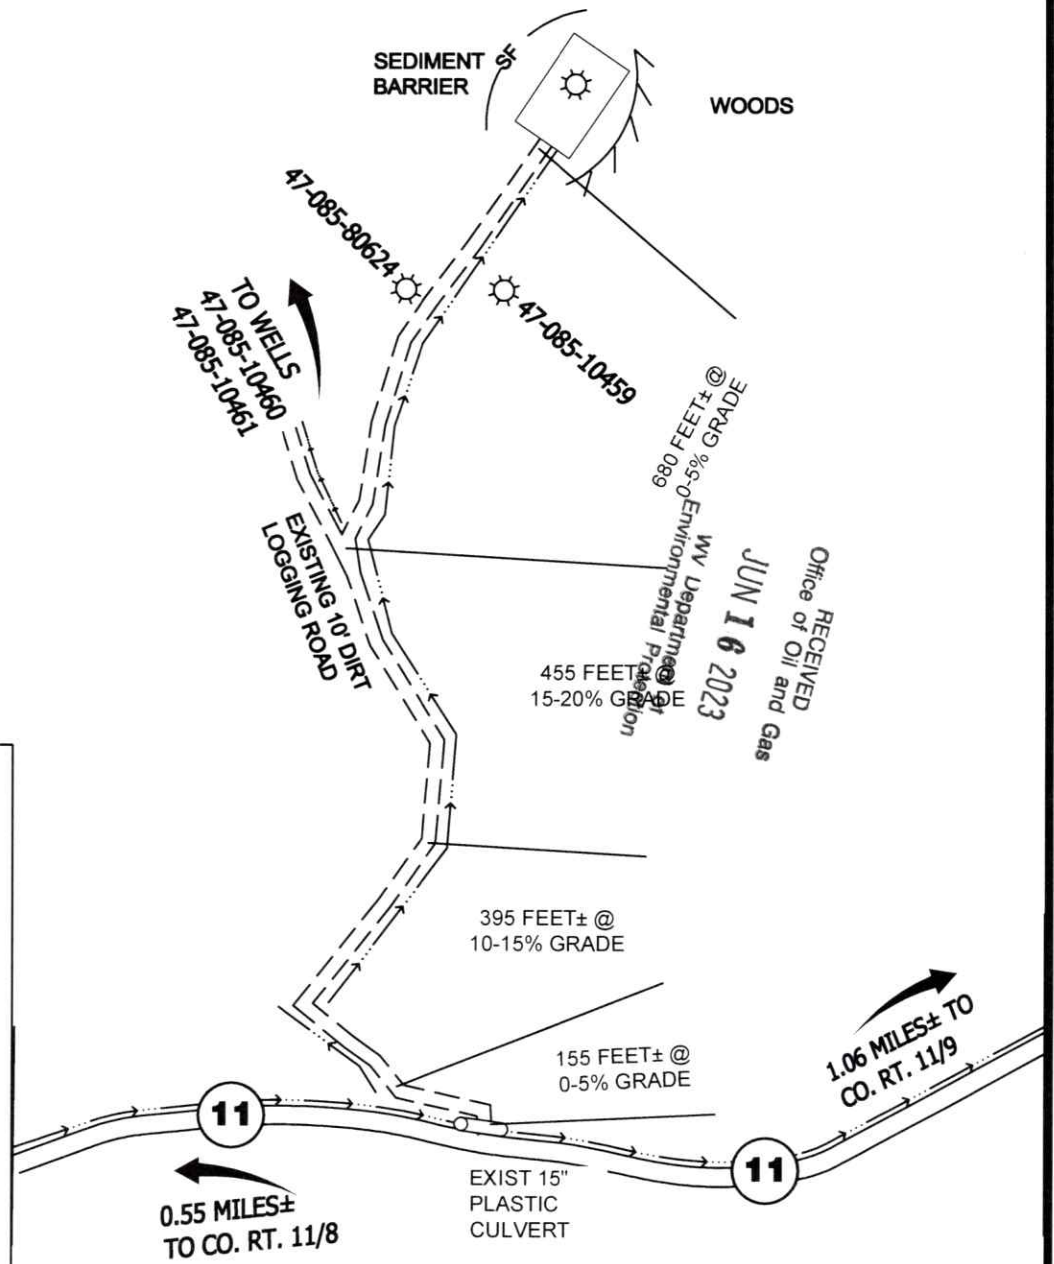 SEDIMENT
BARRIER
SF
WOODS
47-085-80624
TO WELLS
47-085-10460
47-085-10461
47-085-10459
680 FEET± @
0-5% GRADE
EXISTING 10' DIRT
LOGGING ROAD
RECEIVED
Office of Oil and Gas
JUN 16 2023
WV Department of
Environmental Protection
455 FEET± @
15-20% GRADE
395 FEET± @
10-15% GRADE
155 FEET± @
0-5% GRADE
1.06 MILES± TO
CO. RT. 11/9
11
11
0.55 MILES±
TO CO. RT. 11/8
EXIST 15"
PLASTIC
CULVERT